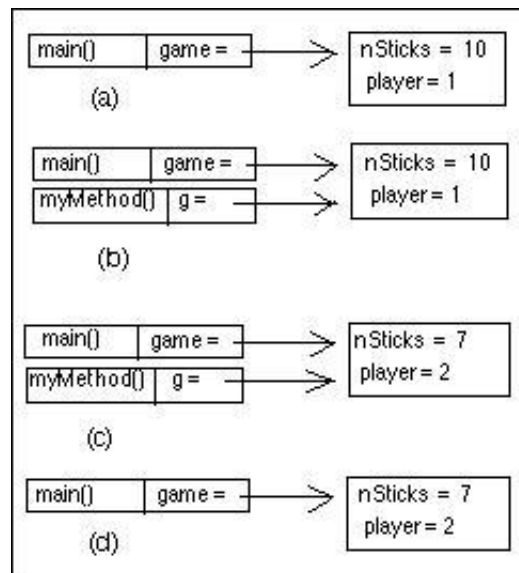 main() game = nSticks = 10
player = 1
(a)
main() game = nSticks = 10
myMethod() g = player = 1
(b)
main() game = nSticks = 7
myMethod() g = player = 2
(c)
main() game = nSticks = 7
player = 2
(d)